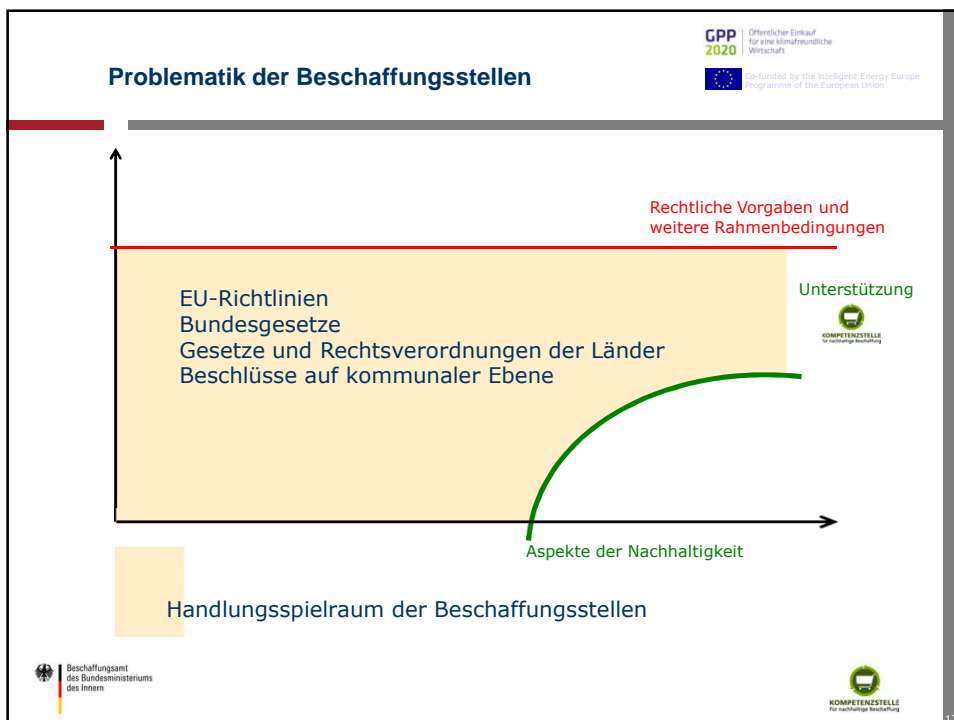 GPP
2020
Öffentlicher Einkauf
für eine klimafreundliche
Wirtschaft
Problematik der Beschaffungsstellen
Co-funded by the Intelligent Energy Europe
Programme of the European Union
Rechtliche Vorgaben und
weitere Rahmenbedingungen
EU-Richtlinien
Bundesgesetze
Gesetze und Rechtsverordnungen der Länder
Beschlüsse auf kommunaler Ebene
Unterstützung
KOMPETENZSTELLE
für nachhaltige Beschaffung
Aspekte der Nachhaltigkeit
Handlungsspielraum der Beschaffungsstellen
Beschaffungsamt
des Bundesministeriums
des Innern
KOMPETENZSTELLE
für nachhaltige Beschaffung